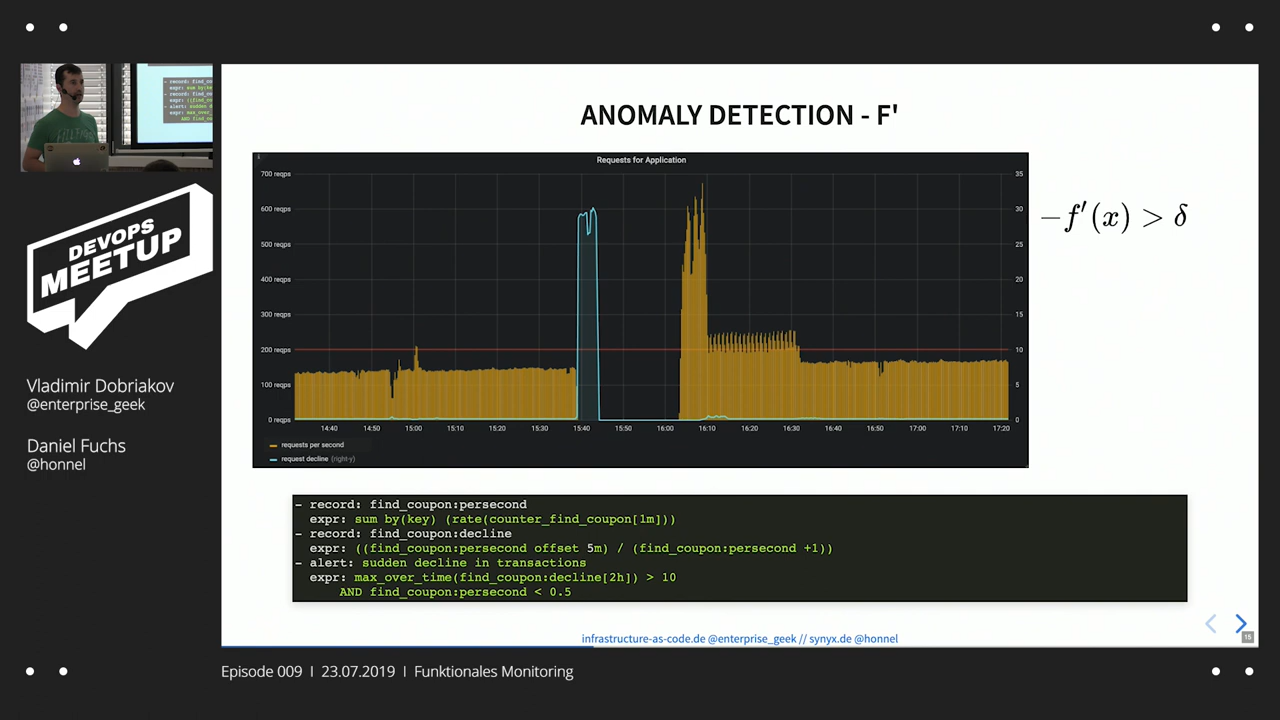 DEVOPS
MEETUP
Vladimir Dobriakov
@enterprise_geek
Daniel Fuchs
@honnel
ANOMALY DETECTION - F'
Requests for Application
700 reqps
600 reqps
500 reqps
400 reqps
300 reqps
200 reqps
100 reqps
0 reqps
35
30
25
20
15
10
5
0
14:40 14:50 15:00 15:10 15:20 15:30 15:40 15:50 16:00 16:10 16:20 16:30 16:40 16:50 17:00 17:10 17:20
requests per second
request decline (right-y)
−f′(x) > δ
- record: find_coupon:persecond
expr: sum by(key) (rate(counter_find_coupon[1m]))
- record: find_coupon:decline
expr: ((find_coupon:persecond offset 5m) / (find_coupon:persecond +1))
- alert: sudden decline in transactions
expr: max_over_time(find_coupon:decline[2h]) > 10
AND find_coupon:persecond < 0.5
infrastructure-as-code.de @enterprise_geek // synyx.de @honnel
15
Episode 009 | 23.07.2019 | Funktionales Monitoring